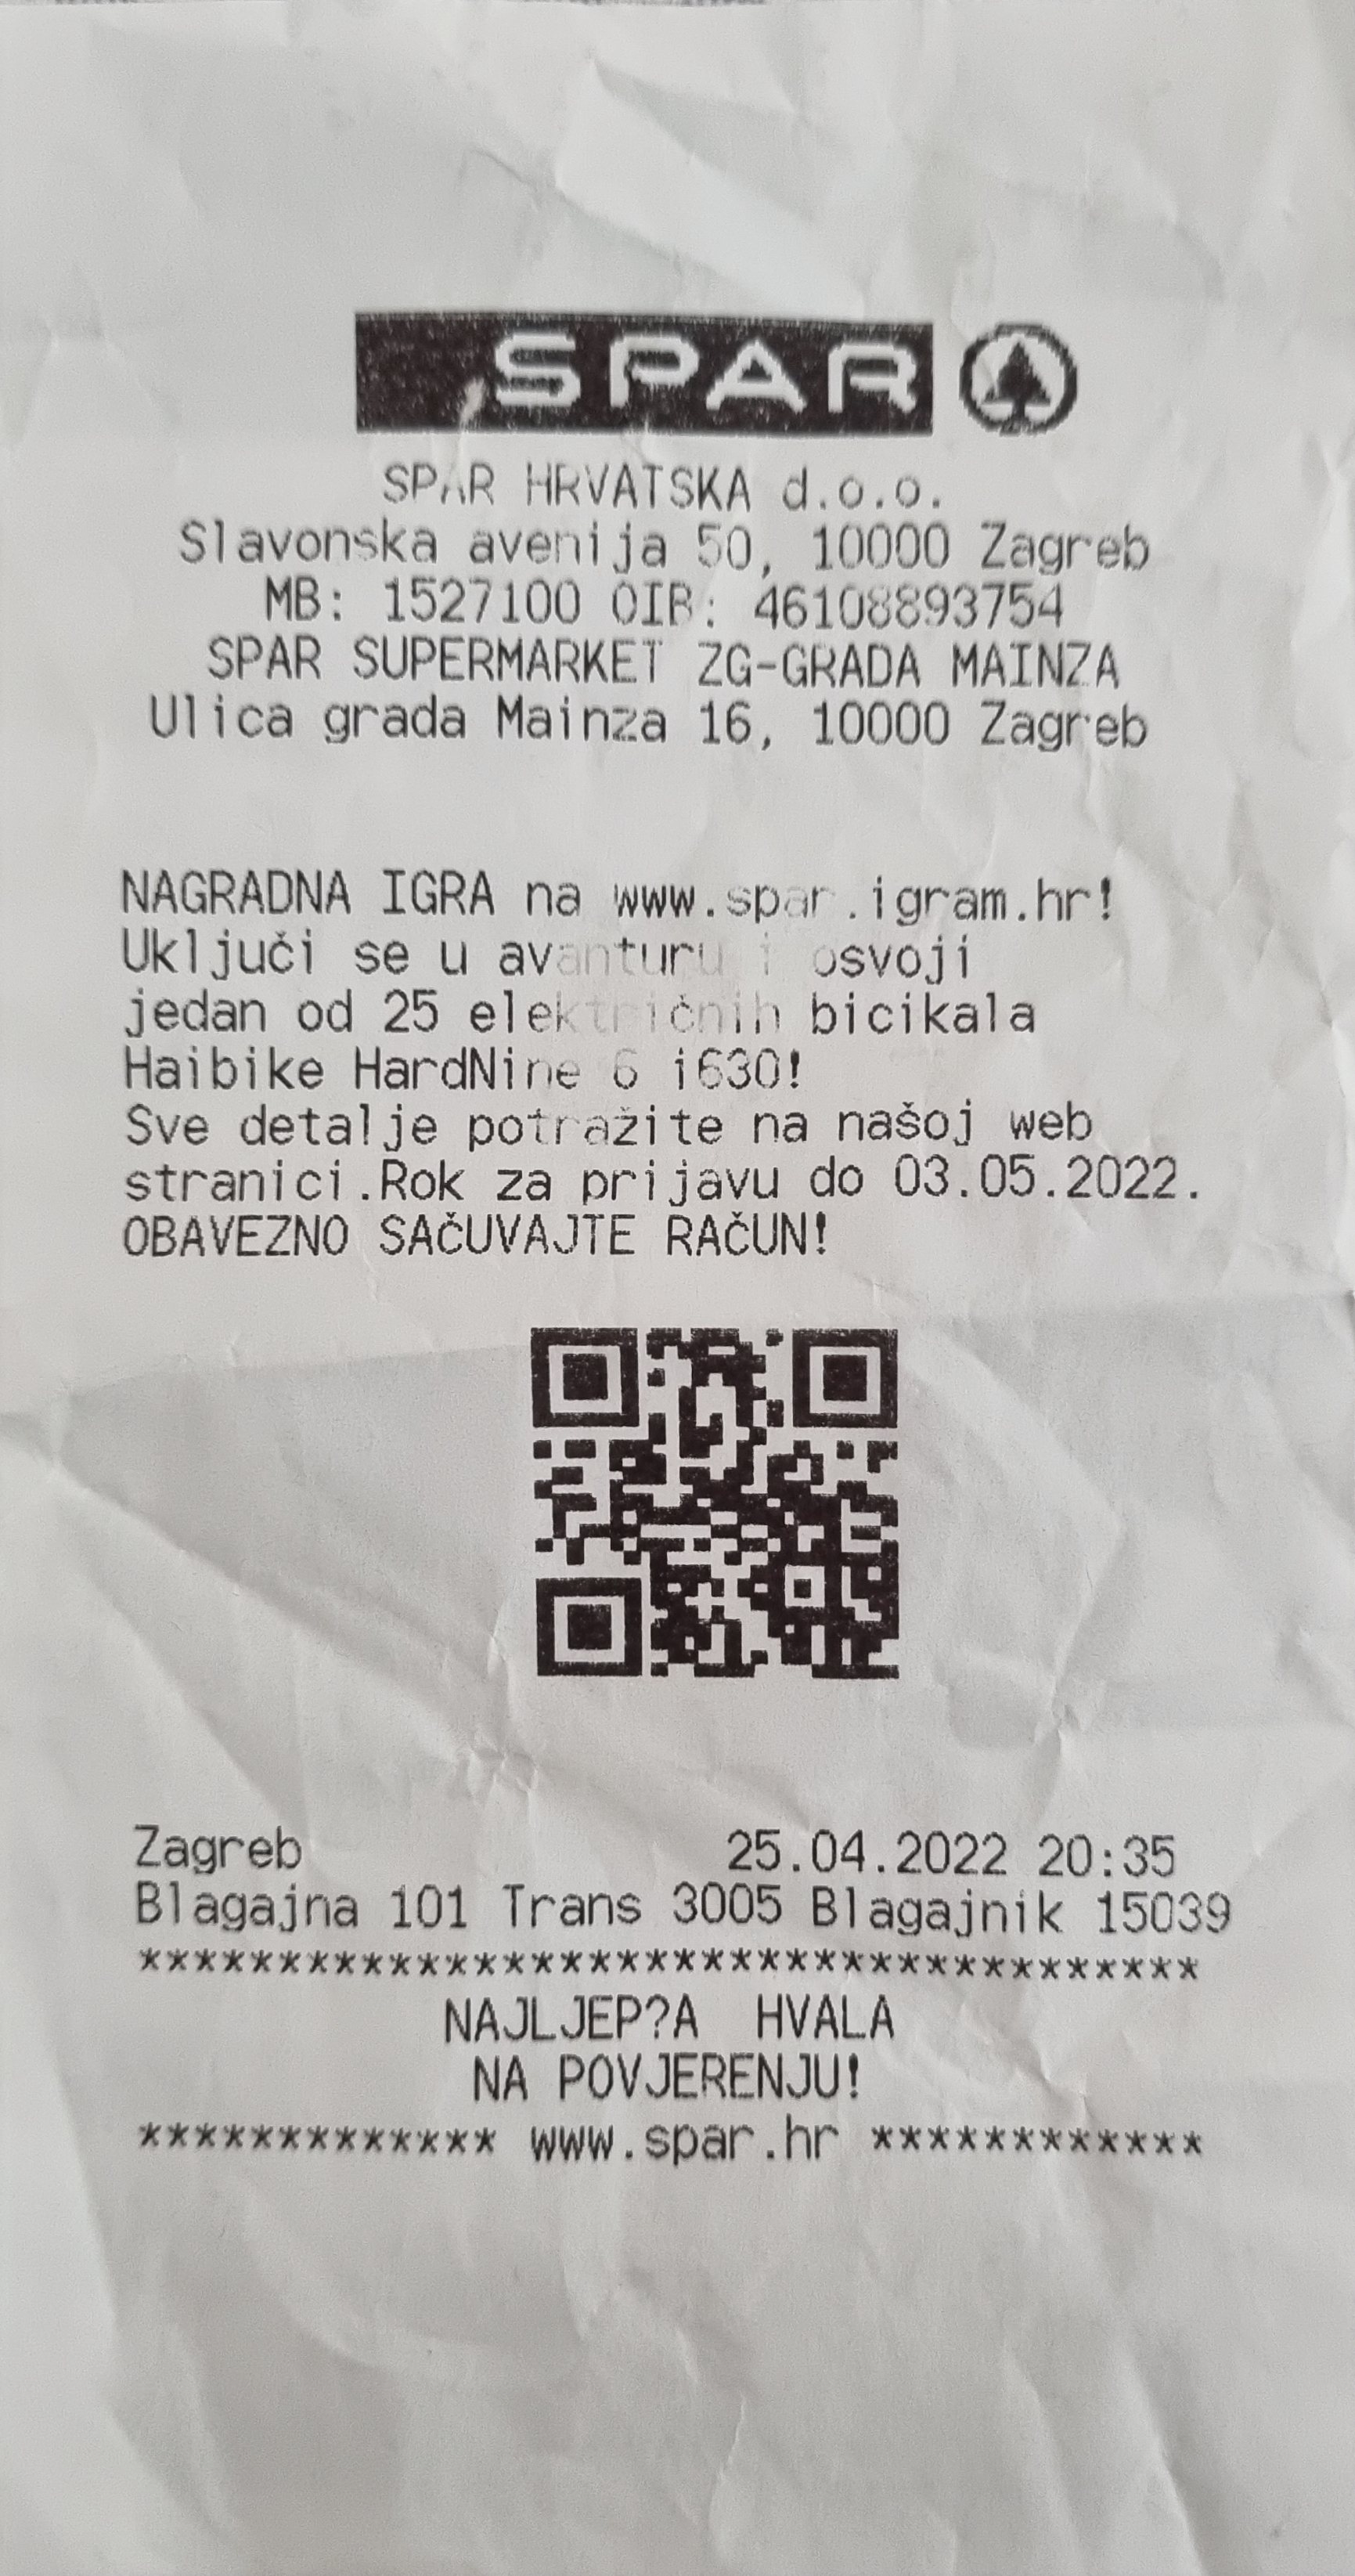 SPAR
SPAR HRVATSKA d.o.o.
Slavonska avenija 50, 10000 Zagreb
MB: 1527100 OIB: 46108893754
SPAR SUPERMARKET ZG-GRADA MAINZA
Ulica grada Mainza 16, 10000 Zagreb
NAGRADNA IGRA na www.spar.igram.hr!
Uključi se u avanturu i osvoji
jedan od 25 električnih bicikala
Haibike HardNine 6 i630!
Sve detalje potražite na našoj web
stranici.Rok za prijavu do 03.05.2022.
OBAVEZNO SAČUVAJTE RAČUN!
Zagreb 25.04.2022 20:35
Blagajna 101 Trans 3005 Blagajnik 15039
**************************************
NAJLJEP?A HVALA
NA POVJERENJU!
************* www.spar.hr ************